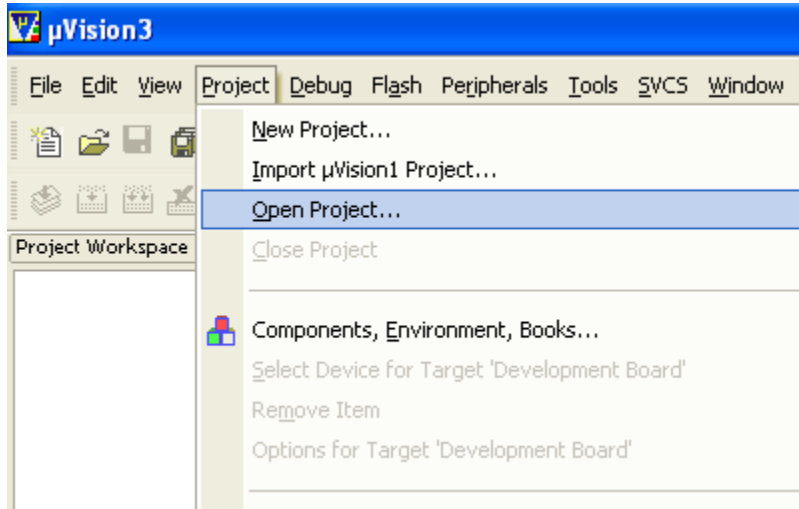 µVision3
File Edit View Project Debug Flash Peripherals Tools SVCS Window
New Project...
Import µVision1 Project...
Open Project...
Project Workspace
Close Project
Components, Environment, Books...
Select Device for Target 'Development Board'
Remove Item
Options for Target 'Development Board'